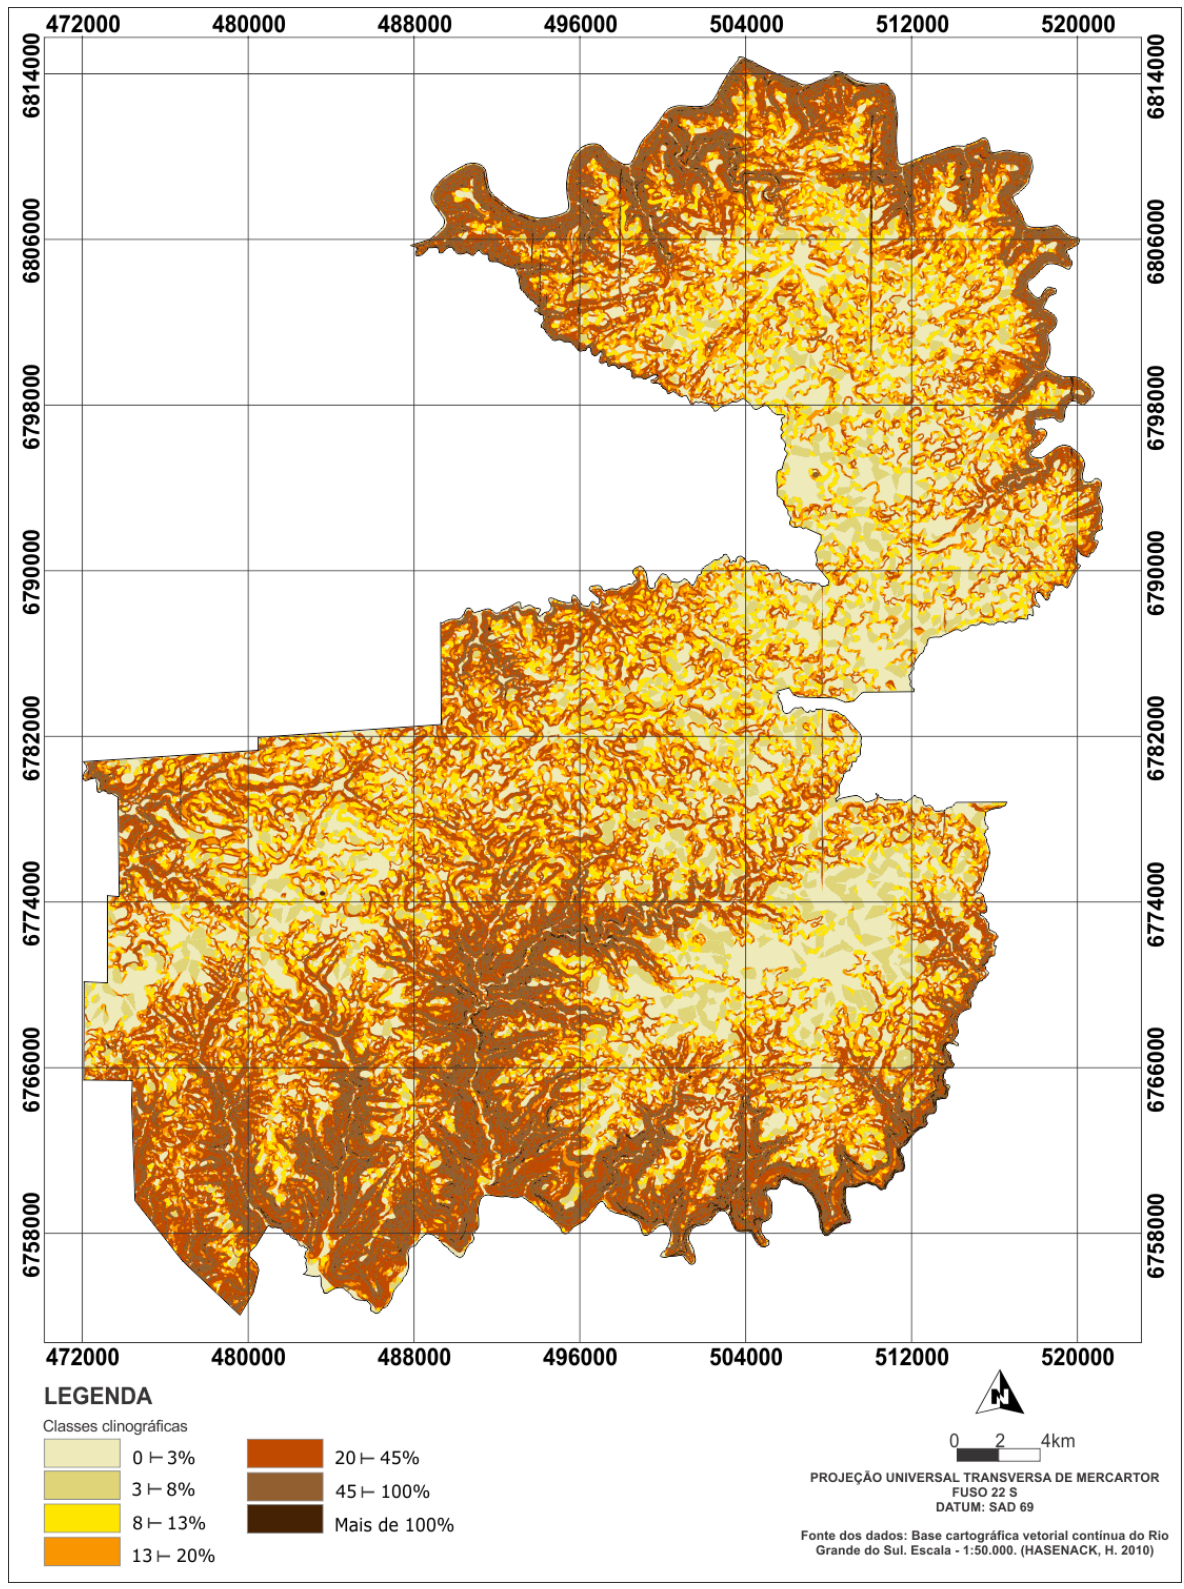 472000 480000 488000 496000 504000 512000 520000
6814000 6814000
6806000 6806000
6798000 6798000
6790000 6790000
6782000 6782000
6774000 6774000
6766000 6766000
6758000 6758000
472000 480000 488000 496000 504000 512000 520000
LEGENDA
Classes clinográficas
0 ⊢ 3%
3 ⊢ 8%
8 ⊢ 13%
13 ⊢ 20%
20 ⊢ 45%
45 ⊢ 100%
Mais de 100%
N
0 2 4km
PROJEÇÃO UNIVERSAL TRANSVERSA DE MERCARTOR
FUSO 22 S
DATUM: SAD 69
Fonte dos dados: Base cartográfica vetorial contínua do Rio
Grande do Sul. Escala - 1:50.000. (HASENACK, H. 2010)